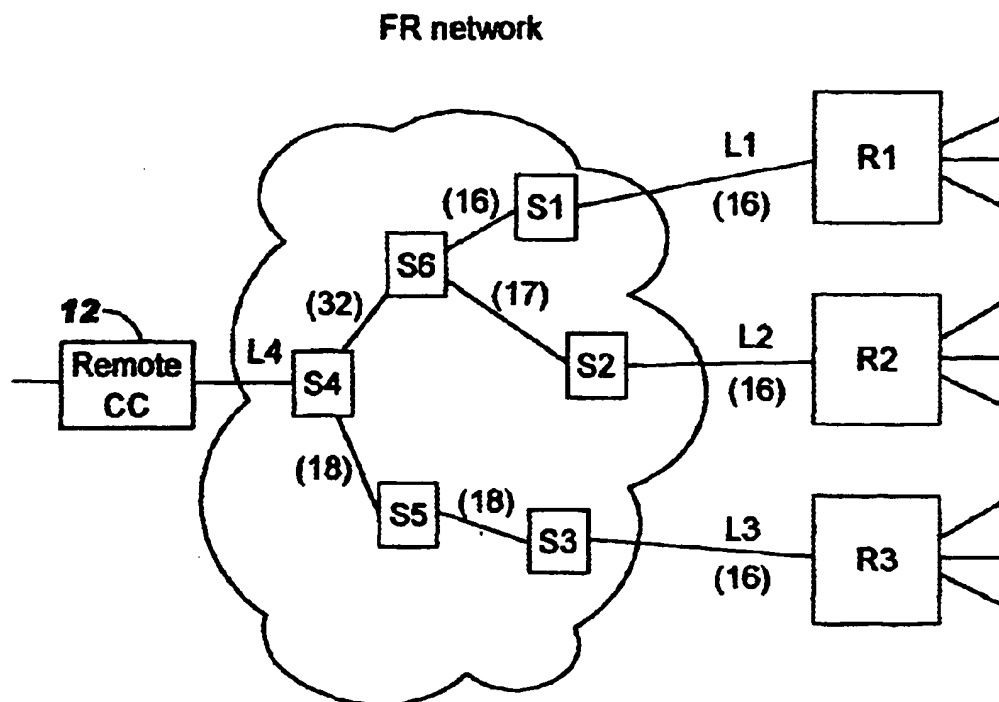 FR network
L1
R1
(16)
S1
(16)
S6
(32)
(17)
12
Remote
CC
L4
S4
S2
L2
(16)
R2
(18)
S5
(18)
S3
L3
(16)
R3